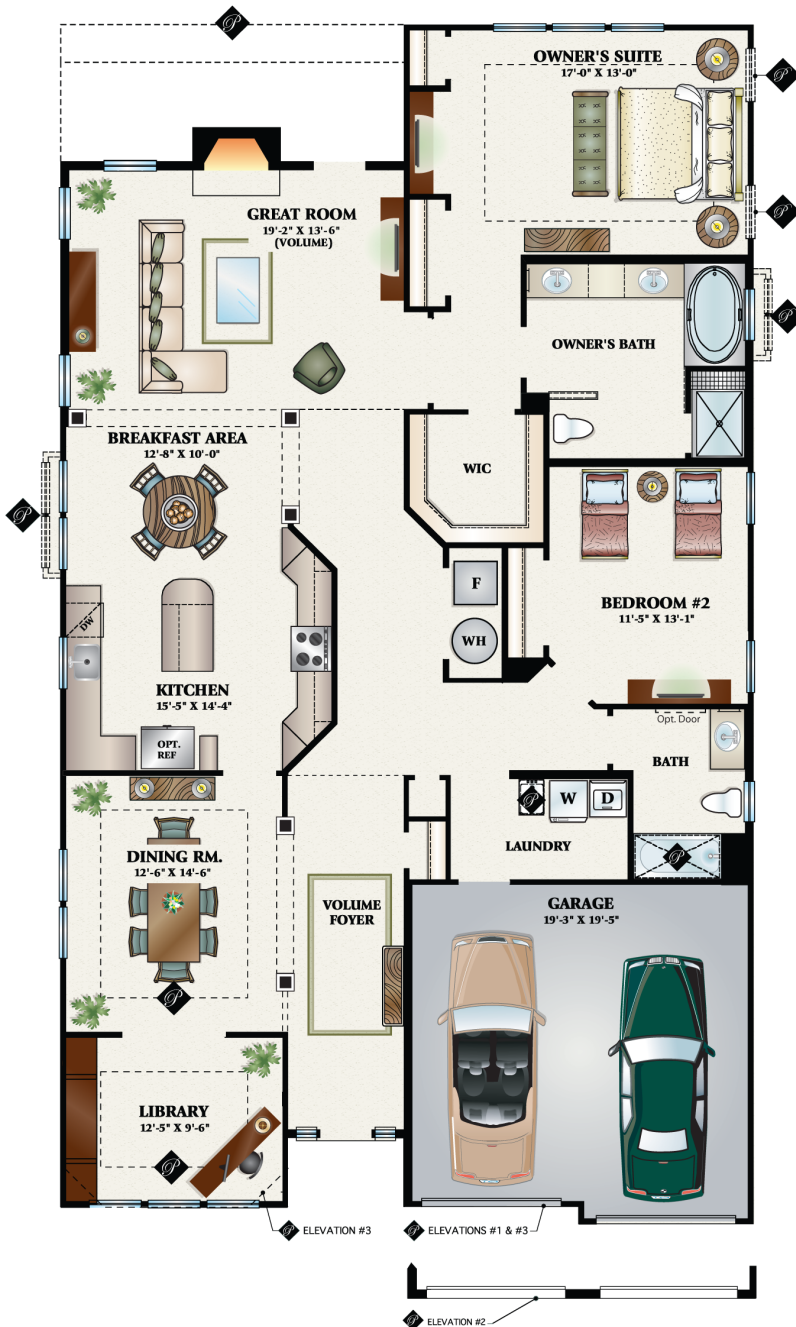 P
OWNER'S SUITE
17'-0" X 13'-0"
P
P
GREAT ROOM
19'-2" X 13'-6"
(VOLUME)
P
OWNER'S BATH
BREAKFAST AREA
12'-8" X 10'-0"
WIC
P
F
WH
BEDROOM #2
11'-5" X 13'-1"
DW
KITCHEN
15'-5" X 14'-4"
OPT.
REF
Opt. Door
BATH
P
W
D
LAUNDRY
P
DINING RM.
12'-6" X 14'-6"
VOLUME
FOYER
GARAGE
19'-3" X 19'-5"
P
LIBRARY
12'-5" X 9'-6"
P
P ELEVATION #3
P ELEVATIONS #1 & #3
P ELEVATION #2